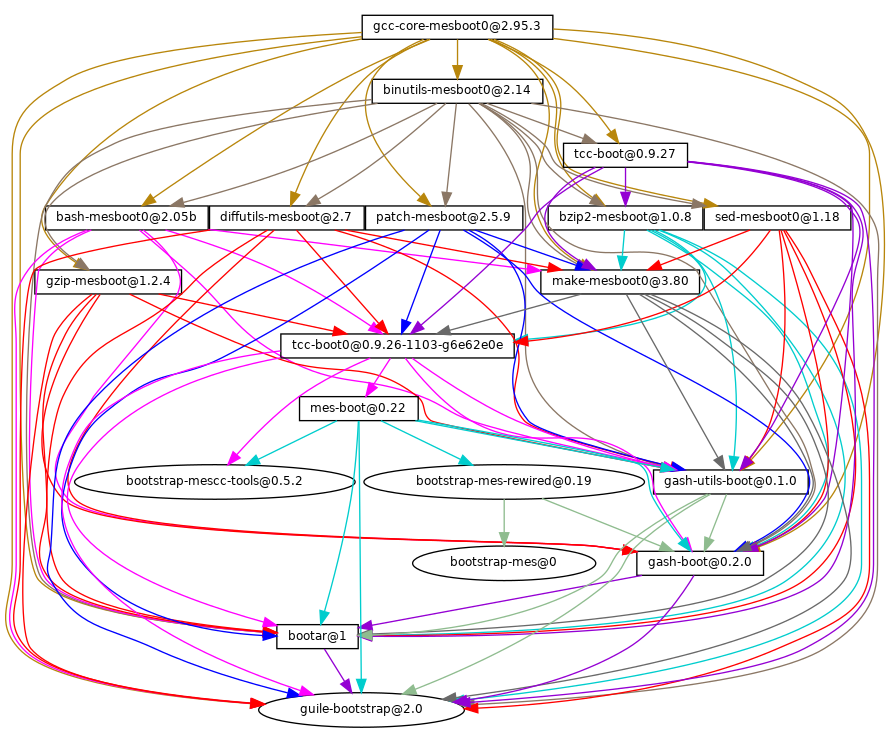 gcc-core-mesboot0@2.95.3
binutils-mesboot0@2.14
tcc-boot@0.9.27
bash-mesboot0@2.05b
diffutils-mesboot@2.7
patch-mesboot@2.5.9
bzip2-mesboot@1.0.8
sed-mesboot0@1.18
gzip-mesboot@1.2.4
make-mesboot0@3.80
tcc-boot0@0.9.26-1103-g6e62e0e
mes-boot@0.22
bootstrap-mescc-tools@0.5.2
bootstrap-mes-rewired@0.19
gash-utils-boot@0.1.0
bootstrap-mes@0
gash-boot@0.2.0
bootar@1
guile-bootstrap@2.0